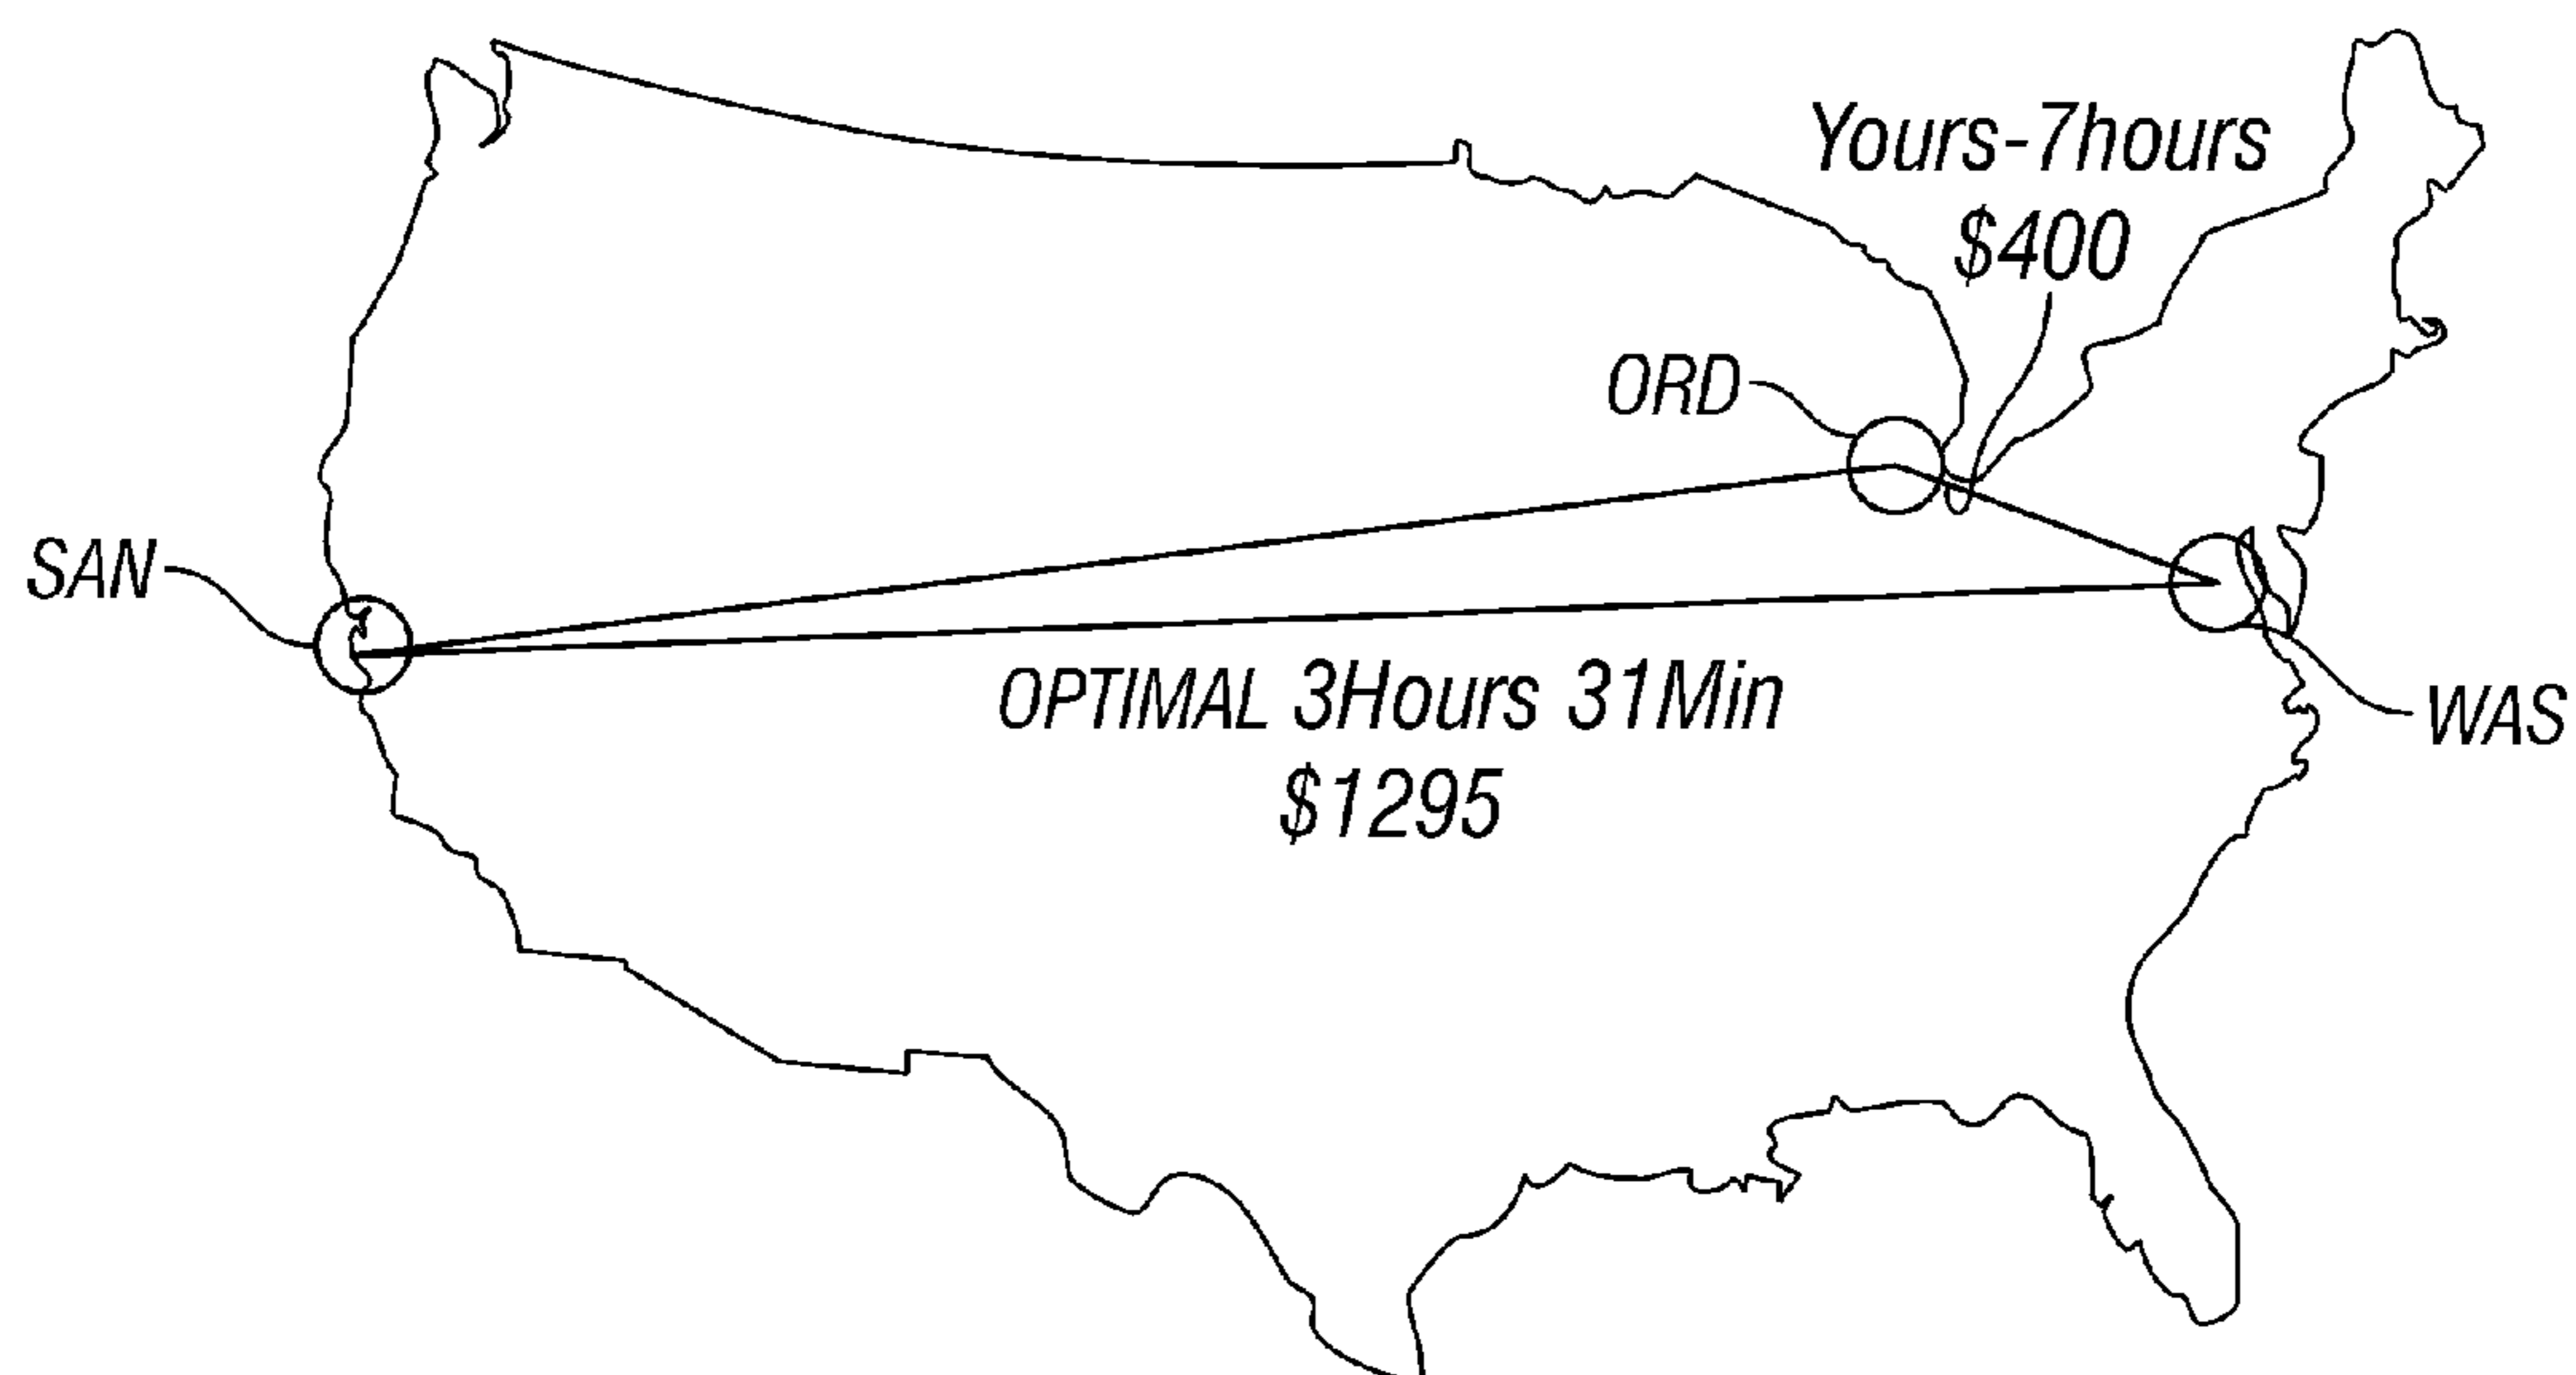 Yours-7hours
$400
ORD
SAN
OPTIMAL 3Hours 31Min
$1295
WAS